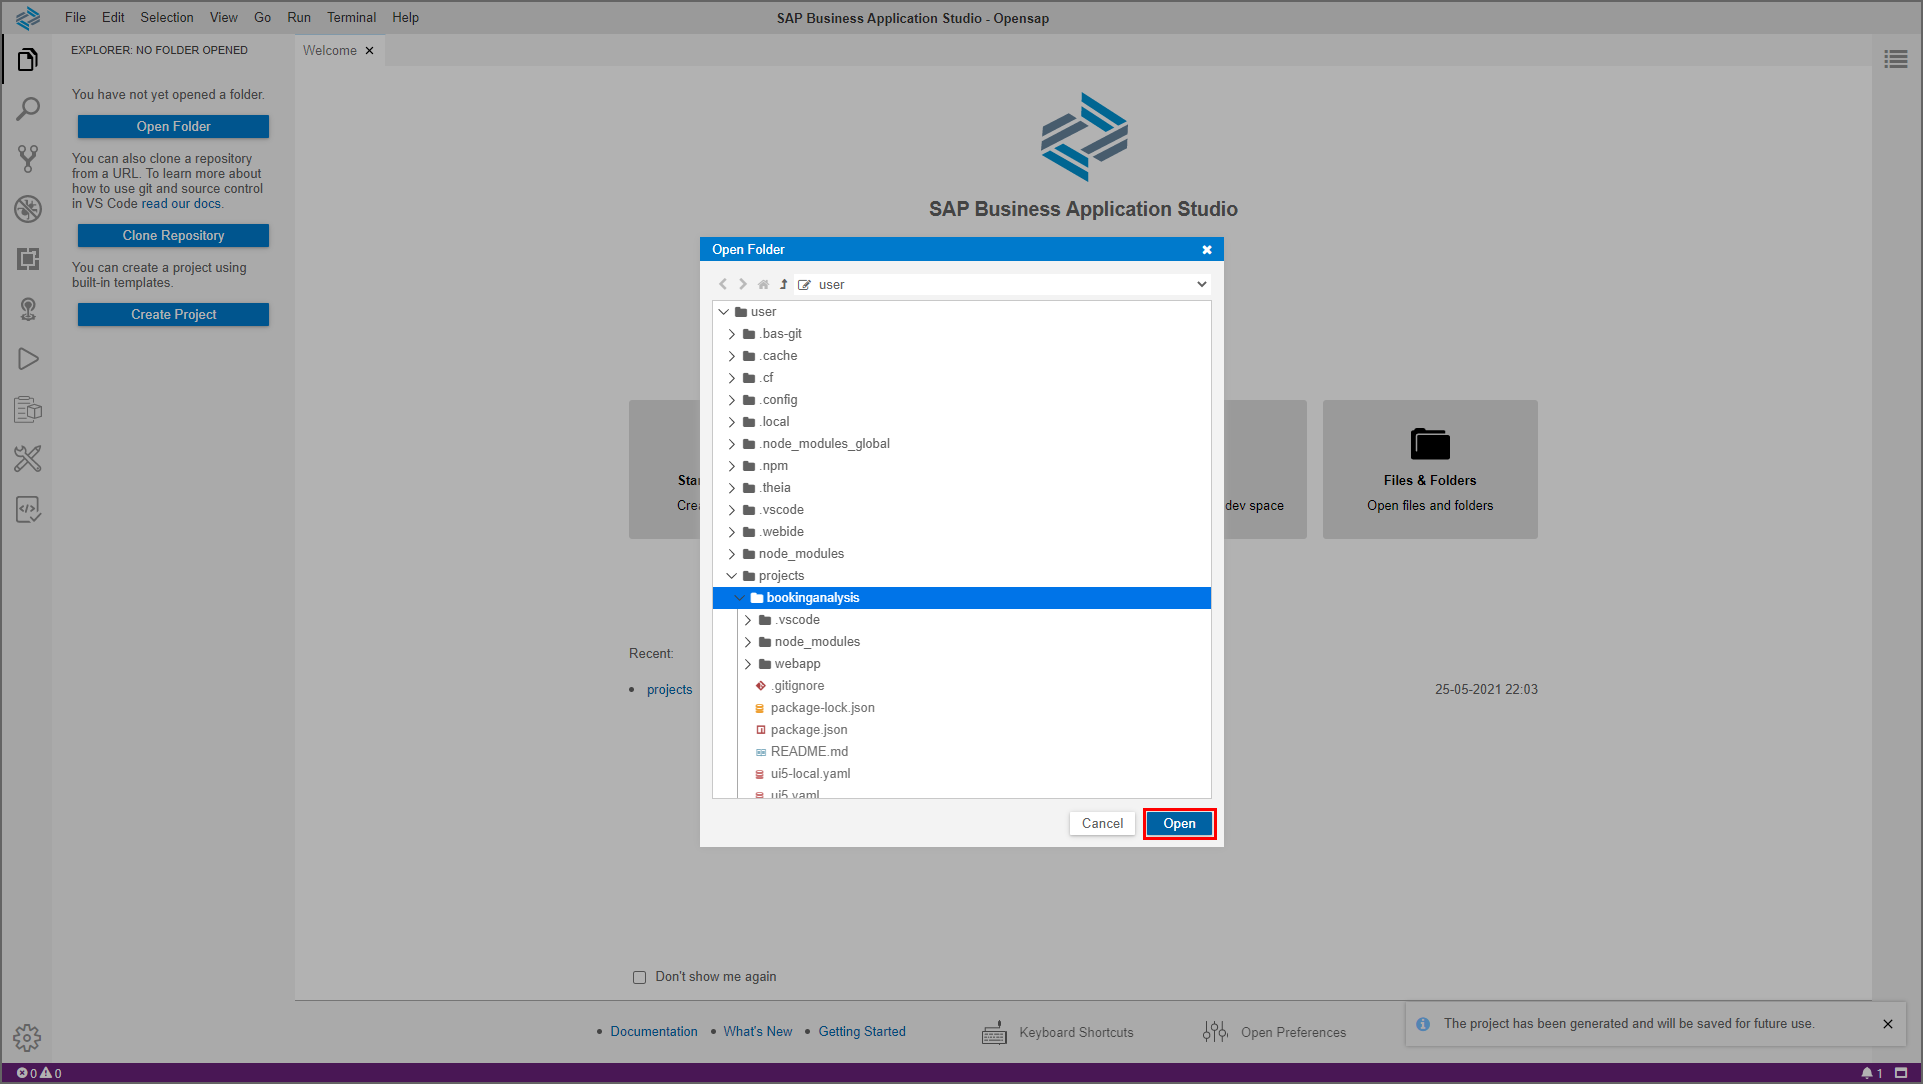 File Edit Selection View Go Run Terminal Help
SAP Business Application Studio - Opensap
EXPLORER: NO FOLDER OPENED
Welcome
You have not yet opened a folder.
Open Folder
You can also clone a repository
from a URL. To learn more about
how to use git and source control
in VS Code read our docs.
Clone Repository
You can create a project using
built-in templates.
Create Project
SAP Business Application Studio
Open Folder
user
user
.bas-git
.cache
.cf
.config
.local
.node_modules_global
.npm
.theia
.vscode
.webide
node_modules
projects
bookinganalysis
.vscode
node_modules
webapp
.gitignore
package-lock.json
package.json
README.md
ui5-local.yaml
ui5.yaml
Cancel
Open
dev space
Files & Folders
Open files and folders
Recent:
projects
25-05-2021 22:03
Don't show me again
Documentation
What's New
Getting Started
Keyboard Shortcuts
Open Preferences
The project has been generated and will be saved for future use.
0 0
1